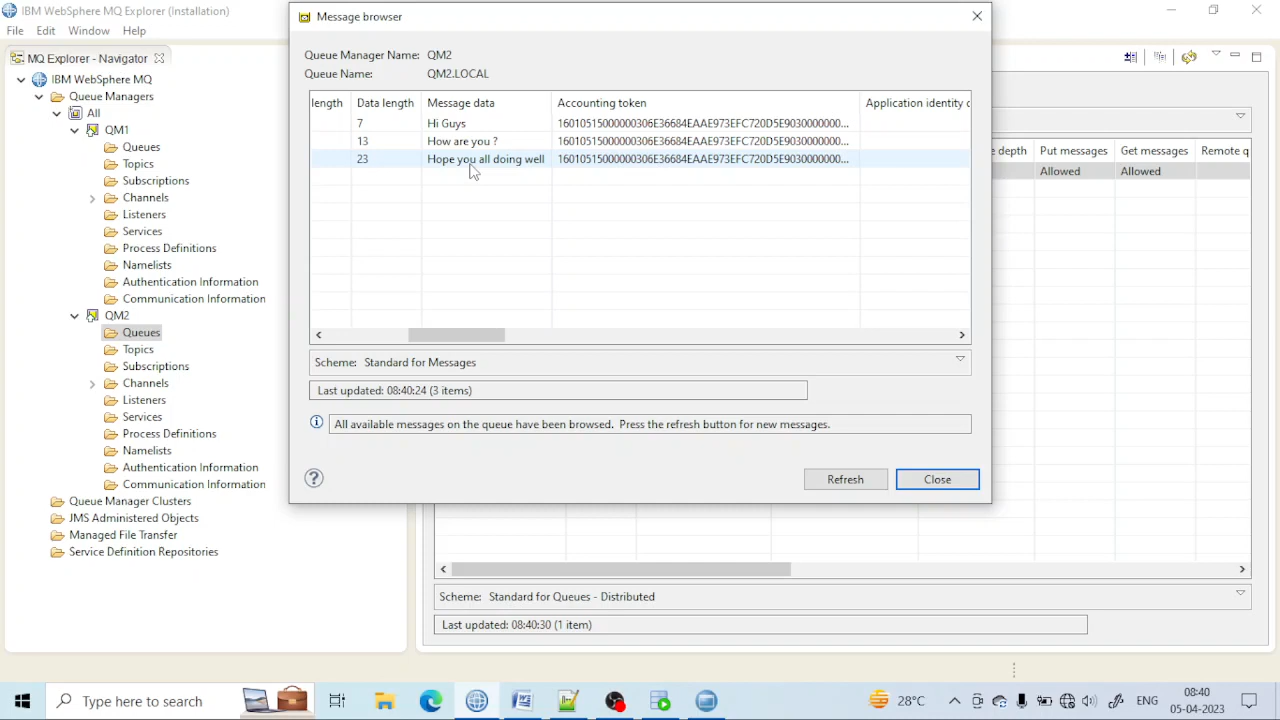 IBM WebSphere MQ Explorer (Installation)
File Edit Window Help
MQ Explorer - Navigator
IBM WebSphere MQ
Queue Managers
All
QM1
Queues
Topics
Subscriptions
Channels
Listeners
Services
Process Definitions
Namelists
Authentication Information
Communication Information
QM2
Queues
Topics
Subscriptions
Channels
Listeners
Services
Process Definitions
Namelists
Authentication Information
Communication Information
Queue Manager Clusters
JMS Administered Objects
Managed File Transfer
Service Definition Repositories
Message browser
Queue Manager Name: QM2
Queue Name: QM2.LOCAL
length Data length Message data Accounting token Application identity
7 Hi Guys 16010515000000306E36684EAAE973EFC720D5E9030000000...
13 How are you ? 16010515000000306E36684EAAE973EFC720D5E9030000000...
23 Hope you all doing well 16010515000000306E36684EAAE973EFC720D5E9030000000...
Scheme: Standard for Messages
Last updated: 08:40:24 (3 items)
All available messages on the queue have been browsed. Press the refresh button for new messages.
? Refresh Close
depth Put messages Get messages Remote q
Allowed Allowed
Scheme: Standard for Queues - Distributed
Last updated: 08:40:30 (1 item)
Type here to search
28°C
ENG
08:40
05-04-2023